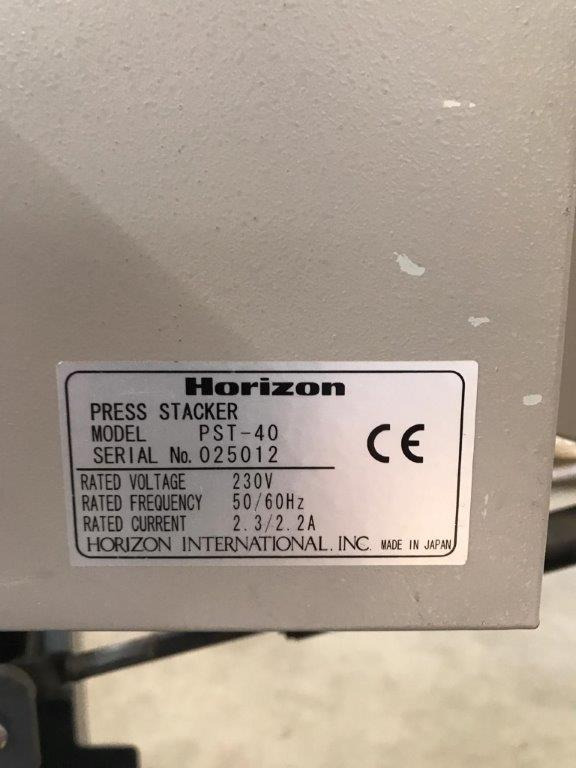 Horizon
PRESS STACKER
MODEL PST-40
SERIAL No. 025012
CE
RATED VOLTAGE 230V
RATED FREQUENCY 50/60Hz
RATED CURRENT 2.3/2.2A
HORIZON INTERNATIONAL. INC. MADE IN JAPAN